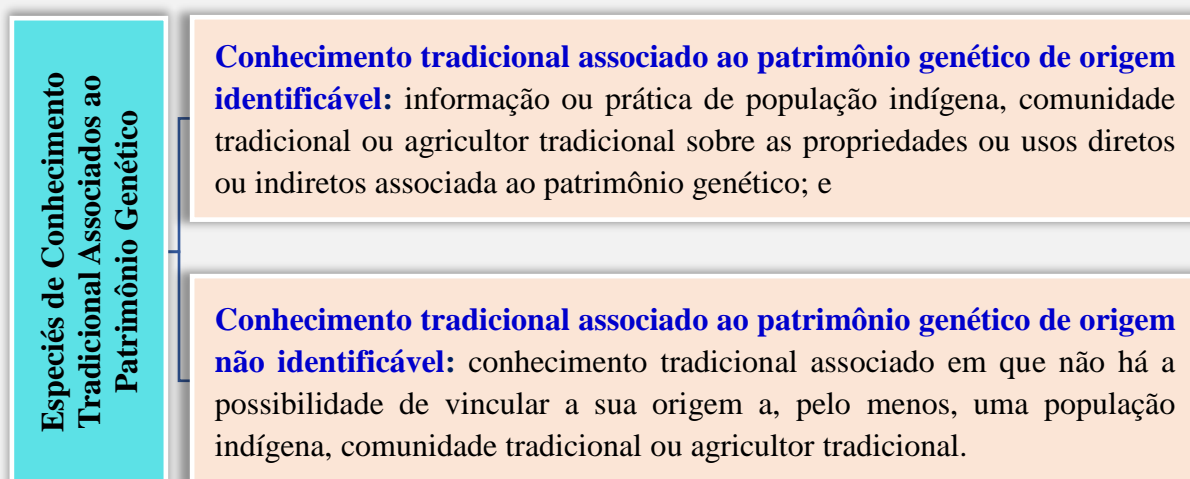 Especiés de Conhecimento
Tradicional Associados ao
Patrimônio Genético
Conhecimento tradicional associado ao patrimônio genético de origem
identificável: informação ou prática de população indígena, comunidade
tradicional ou agricultor tradicional sobre as propriedades ou usos diretos
ou indiretos associada ao patrimônio genético; e
Conhecimento tradicional associado ao patrimônio genético de origem
não identificável: conhecimento tradicional associado em que não há a
possibilidade de vincular a sua origem a, pelo menos, uma população
indígena, comunidade tradicional ou agricultor tradicional.